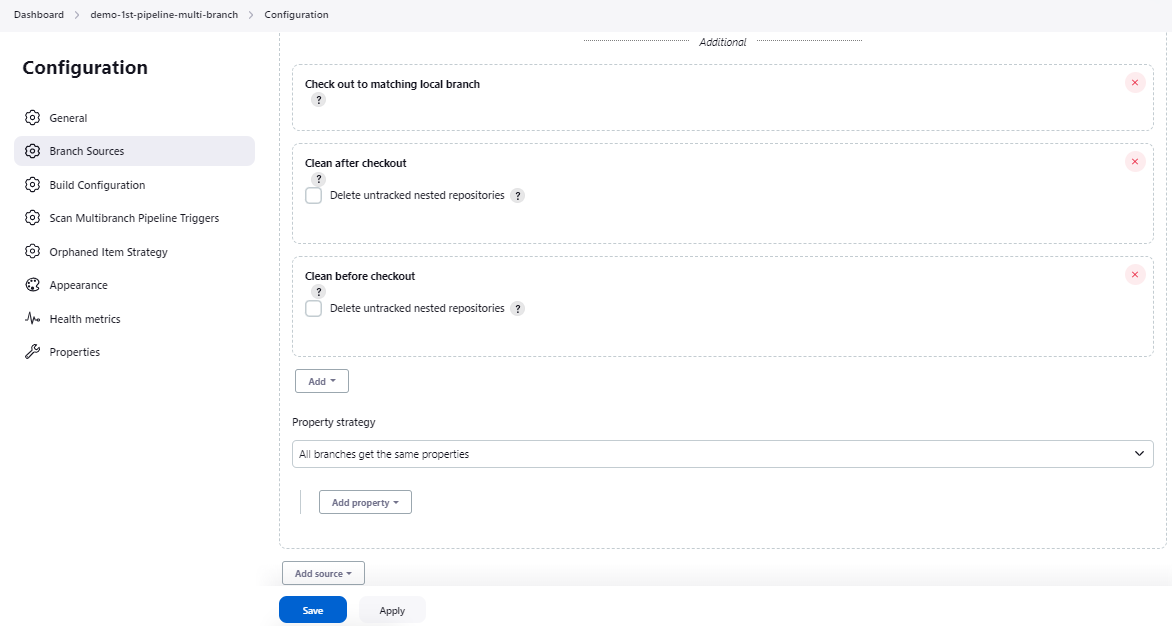 Dashboard > demo-1st-pipeline-multi-branch > Configuration
Configuration
General
Branch Sources
Build Configuration
Scan Multibranch Pipeline Triggers
Orphaned Item Strategy
Appearance
Health metrics
Properties
Additional
Check out to matching local branch
?
Clean after checkout
?
Delete untracked nested repositories ?
Clean before checkout
?
Delete untracked nested repositories ?
Add
Property strategy
All branches get the same properties
Add property
Add source
Save Apply